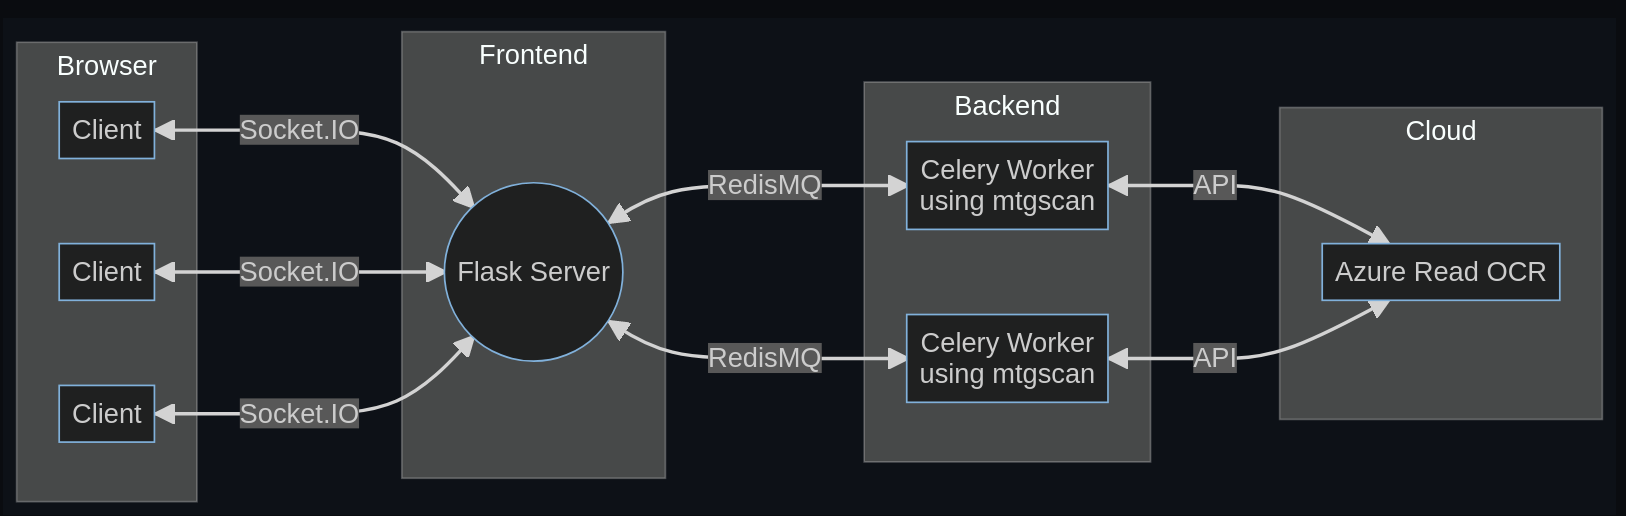 Browser
Client
Client
Client
Socket.IO
Socket.IO
Socket.IO
Frontend
Flask Server
RedisMQ
RedisMQ
Backend
Celery Worker
using mtgscan
Celery Worker
using mtgscan
API
API
Cloud
Azure Read OCR